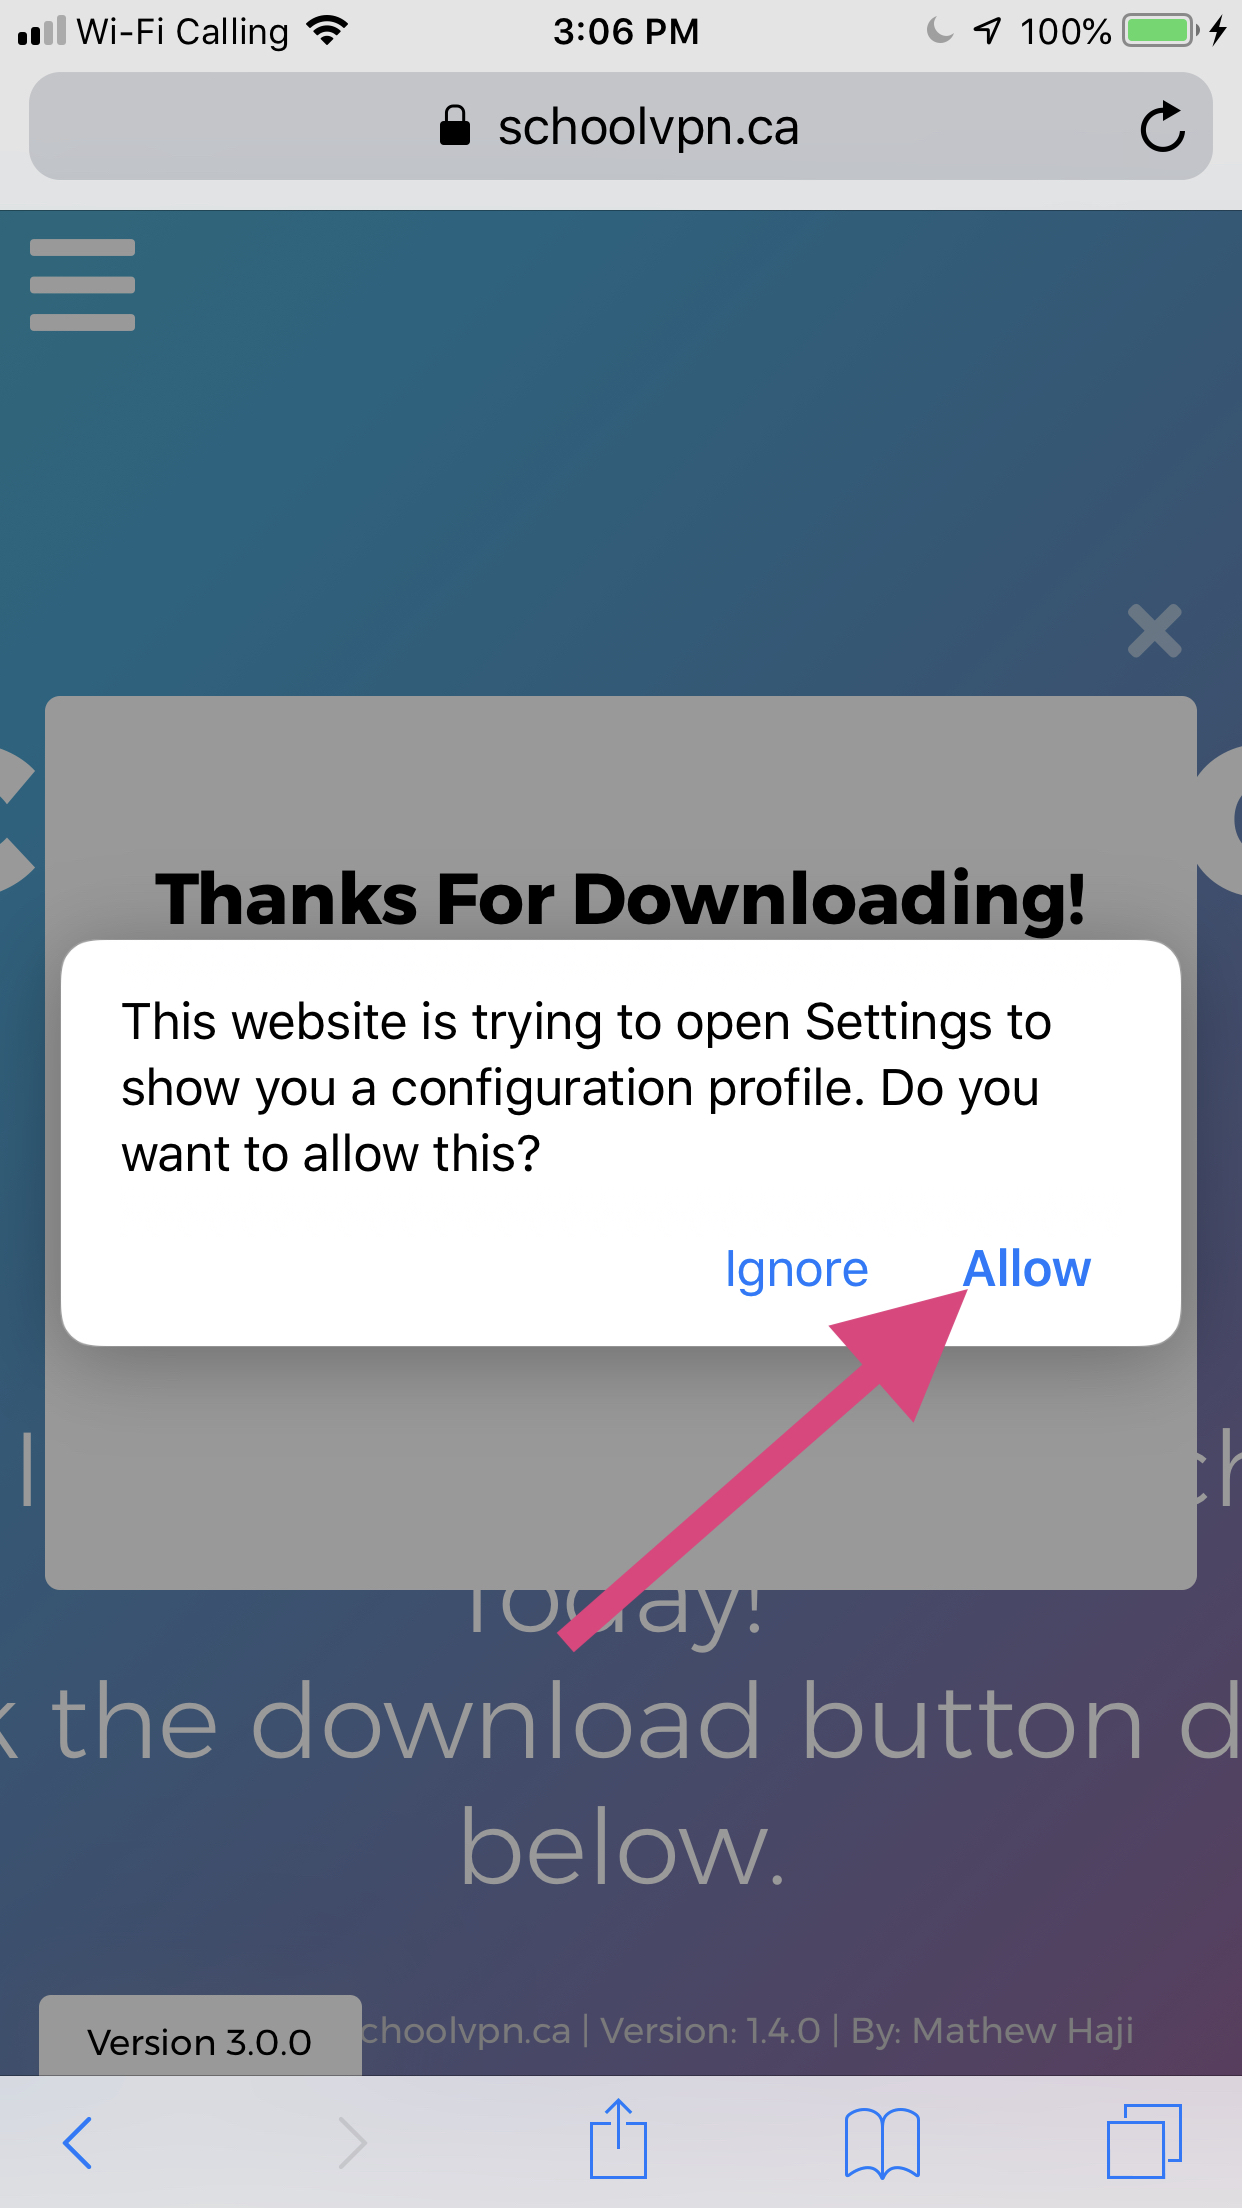 Wi-Fi Calling 3:06 PM 100%
schoolvpn.ca
Thanks For Downloading!
This website is trying to open Settings to
show you a configuration profile. Do you
want to allow this?
Ignore Allow
Today!
k the download button d
below.
Version 3.0.0 choolvpn.ca | Version: 1.4.0 | By: Mathew Haji